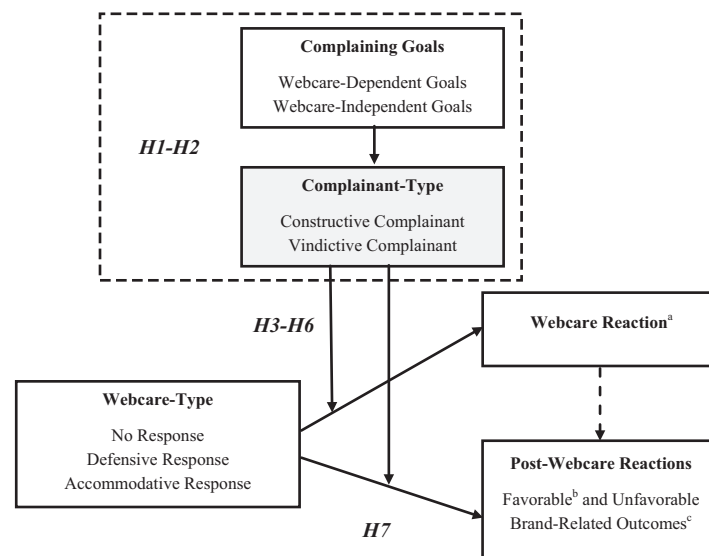 Complaining Goals
Webcare-Dependent Goals
Webcare-Independent Goals
H1-H2
Complainant-Type
Constructive Complainant
Vindictive Complainant
H3-H6
Webcare Reactionᵃ
Webcare-Type
No Response
Defensive Response
Accommodative Response
Post-Webcare Reactions
Favorableᵇ and Unfavorable
Brand-Related Outcomesᶜ
H7